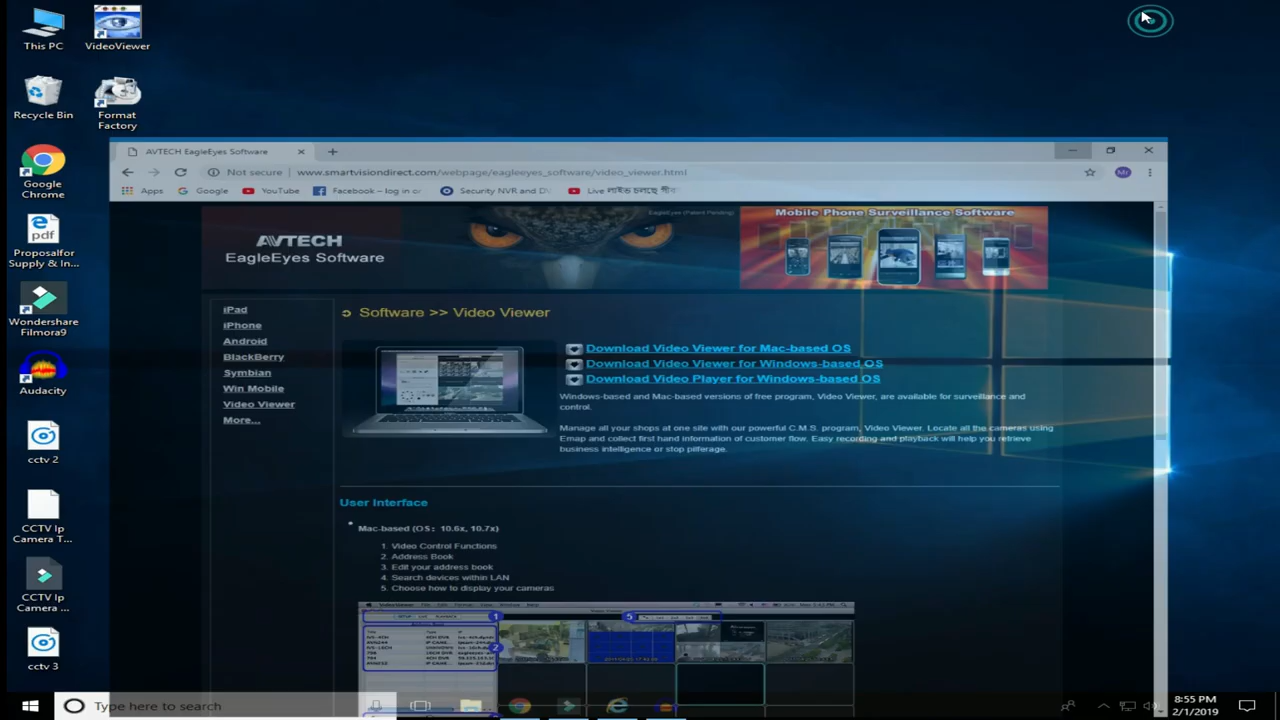 This PC
VideoViewer
Recycle Bin
Format
Factory
Google
Chrome
Proposalfor
Supply & In...
Wondershare
Filmora9
Audacity
cctv 2
CCTV Ip
Camera T...
CCTV Ip
Camera ...
cctv 3
AVTECH EagleEyes Software
Not secure
www.smartvisiondirect.com/webpage/eagleeyes_software/video_viewer.html
Apps
Google
YouTube
Facebook – log in or
Security NVR and DV
Live লাইভ চলছে
EagleEyes (Patent Pending)
AVTECH
EagleEyes Software
Mobile Phone Surveillance Software
iPad
iPhone
Android
BlackBerry
Symbian
Win Mobile
Video Viewer
More...
Software >> Video Viewer
Download Video Viewer for Mac-based OS
Download Video Viewer for Windows-based OS
Download Video Player for Windows-based OS
Windows-based and Mac-based versions of free program, Video Viewer, are available for surveillance and
control.
Manage all your shops at one site with our powerful C.M.S. program, Video Viewer. Locate all the cameras using
Emap and collect first hand information of customer flow. Easy recording and playback will help you retrieve
business intelligence or stop pilferage.
User Interface
Mac-based (OS: 10.6x, 10.7x)
1. Video Control Functions
2. Address Book
3. Edit your address book
4. Search devices within LAN
5. Choose how to display your cameras
1
5
2
Type here to search
8:55 PM
2/1/2019